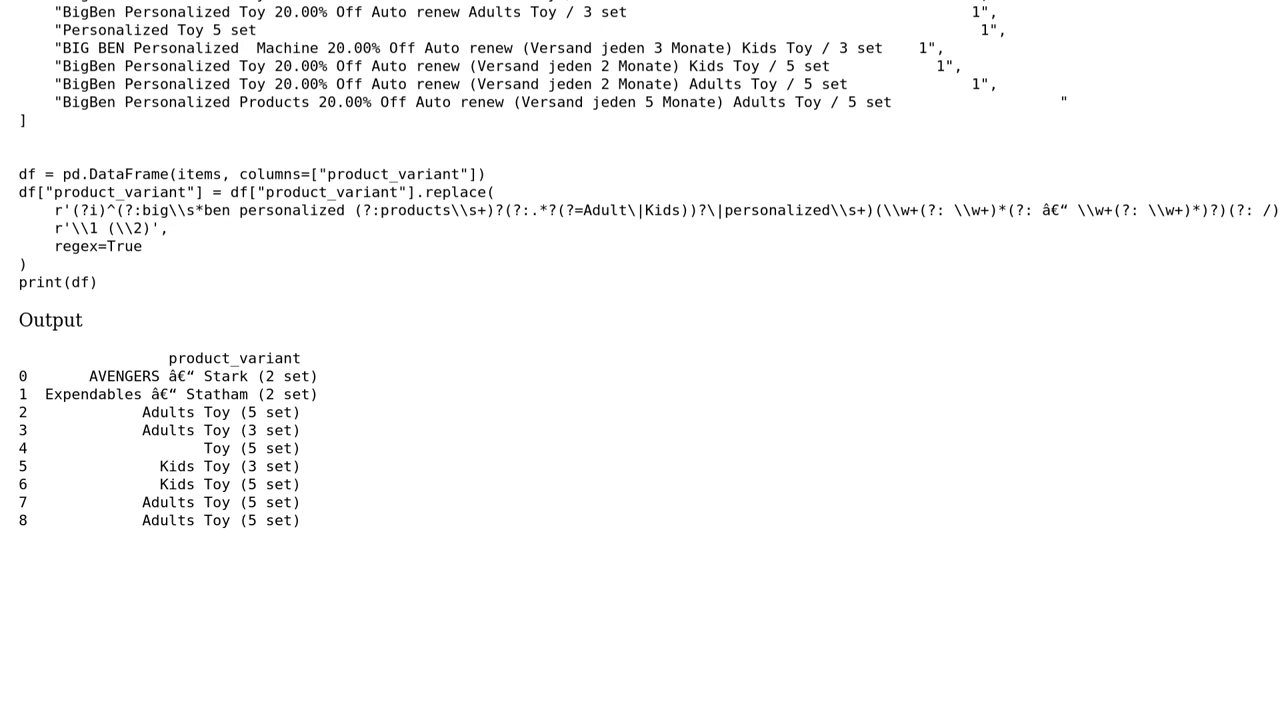 "BigBen Personalized Toy 20.00% Off Auto renew Adults Toy / 3 set                                       1",
"Personalized Toy 5 set                                                                                  1",
"BIG BEN Personalized  Machine 20.00% Off Auto renew (Versand jeden 3 Monate) Kids Toy / 3 set    1",
"BigBen Personalized Toy 20.00% Off Auto renew (Versand jeden 2 Monate) Kids Toy / 5 set            1",
"BigBen Personalized Toy 20.00% Off Auto renew (Versand jeden 2 Monate) Adults Toy / 5 set              1",
"BigBen Personalized Products 20.00% Off Auto renew (Versand jeden 5 Monate) Adults Toy / 5 set                   "
]
df = pd.DataFrame(items, columns=["product_variant"])
df["product_variant"] = df["product_variant"].replace(
r'(?i)^(?:big\\s*ben personalized (?:products\\s+)?(?:.*?(?=Adult\|Kids))?\|personalized\\s+)(\\w+(?: \\w+)*(?: â€“ \\w+(?: \\w+)*)?)(?: /)
r'\\1 (\\2)',
regex=True
)
print(df)
Output
product_variant
0       AVENGERS â€“ Stark (2 set)
1  Expendables â€“ Statham (2 set)
2             Adults Toy (5 set)
3             Adults Toy (3 set)
4                    Toy (5 set)
5               Kids Toy (3 set)
6               Kids Toy (5 set)
7             Adults Toy (5 set)
8             Adults Toy (5 set)